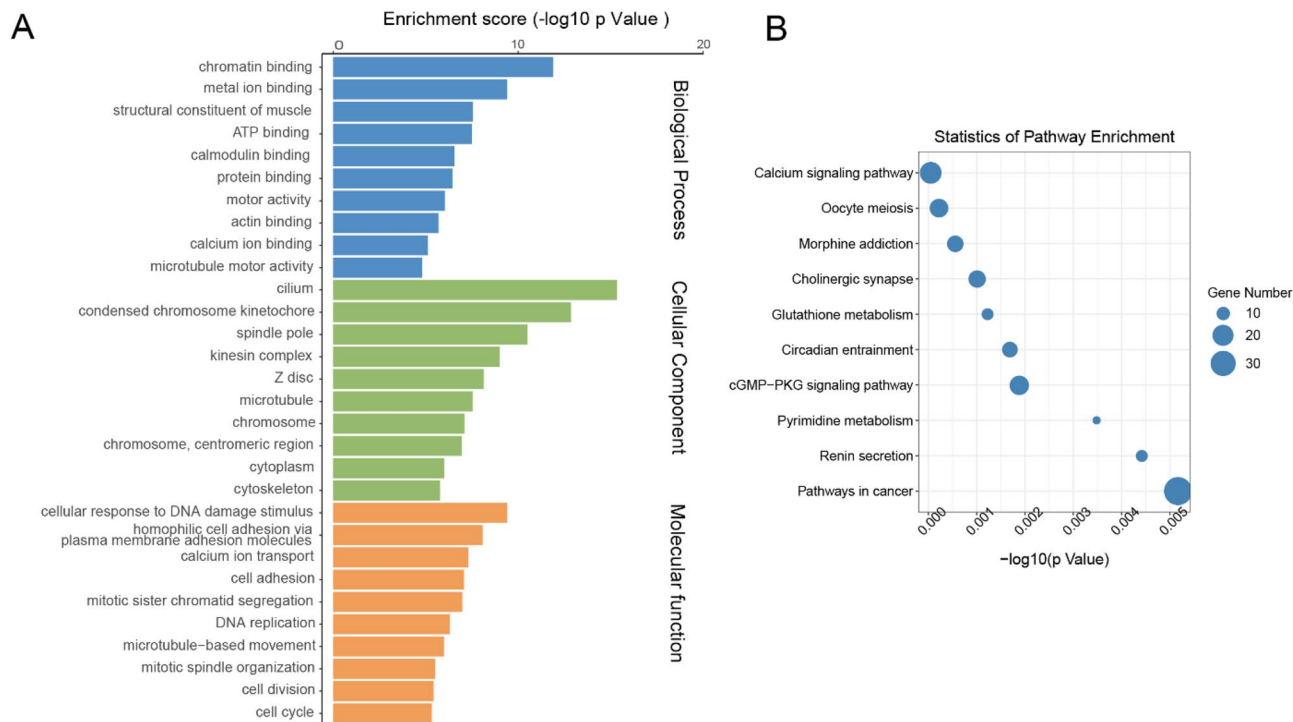 A
Enrichment score (-log10 p Value )
0 10 20
chromatin binding
metal ion binding
structural constituent of muscle
ATP binding
calmodulin binding
protein binding
motor activity
actin binding
calcium ion binding
microtubule motor activity
Biological Process
cilium
condensed chromosome kinetochore
spindle pole
kinesin complex
Z disc
microtubule
chromosome
chromosome, centromeric region
cytoplasm
cytoskeleton
Cellular Component
cellular response to DNA damage stimulus
homophilic cell adhesion via
plasma membrane adhesion molecules
calcium ion transport
cell adhesion
mitotic sister chromatid segregation
DNA replication
microtubule−based movement
mitotic spindle organization
cell division
cell cycle
Molecular function
B
Statistics of Pathway Enrichment
Calcium signaling pathway
Oocyte meiosis
Morphine addiction
Cholinergic synapse
Glutathione metabolism
Circadian entrainment
cGMP−PKG signaling pathway
Pyrimidine metabolism
Renin secretion
Pathways in cancer
0.000 0.001 0.002 0.003 0.004 0.005
−log10(p Value)
Gene Number
10
20
30